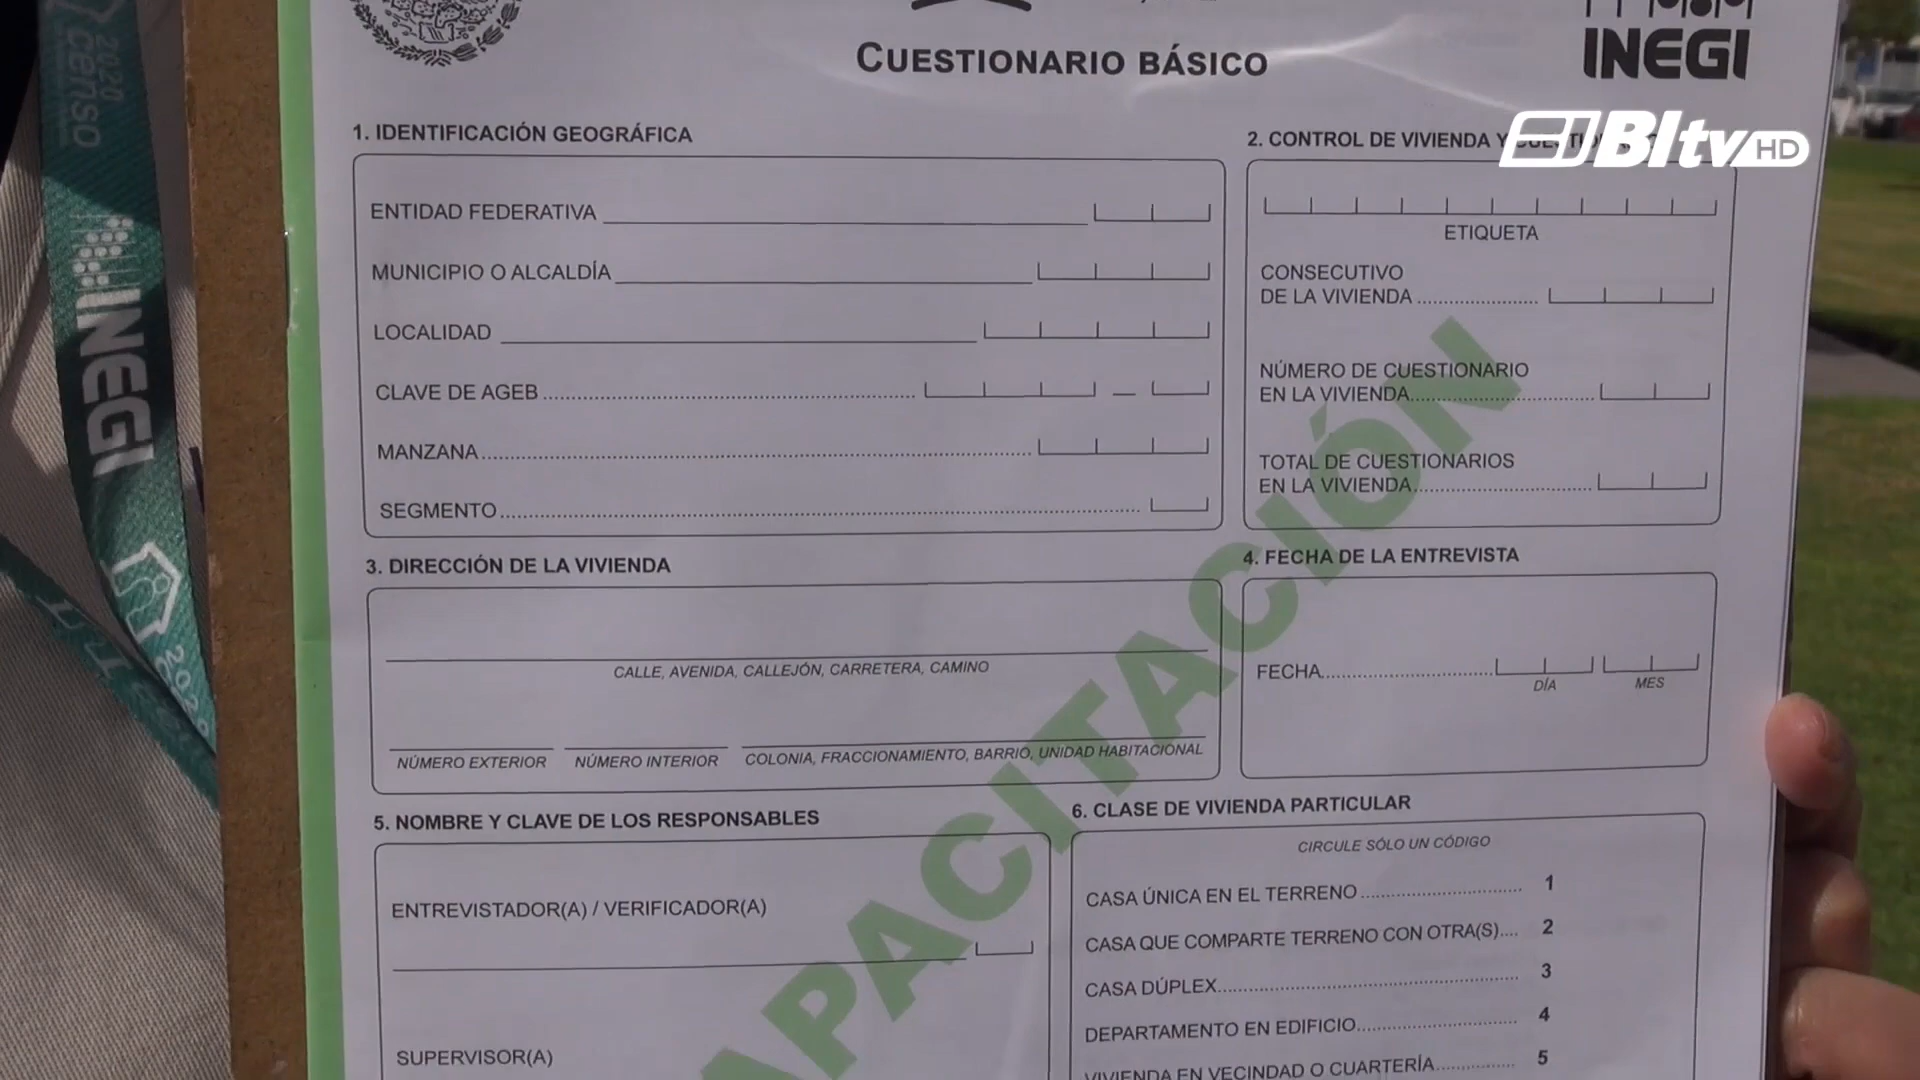 CUESTIONARIO BÁSICO
INEGI
BItv HD
1. IDENTIFICACIÓN GEOGRÁFICA
ENTIDAD FEDERATIVA
MUNICIPIO O ALCALDÍA
LOCALIDAD
CLAVE DE AGEB
MANZANA
SEGMENTO
2. CONTROL DE VIVIENDA Y
ETIQUETA
CONSECUTIVO
DE LA VIVIENDA
NÚMERO DE CUESTIONARIO
EN LA VIVIENDA
TOTAL DE CUESTIONARIOS
EN LA VIVIENDA
3. DIRECCIÓN DE LA VIVIENDA
CALLE, AVENIDA, CALLEJÓN, CARRETERA, CAMINO
NÚMERO EXTERIOR NÚMERO INTERIOR COLONIA, FRACCIONAMIENTO, BARRIO, UNIDAD HABITACIONAL
4. FECHA DE LA ENTREVISTA
FECHA
DÍA MES
5. NOMBRE Y CLAVE DE LOS RESPONSABLES
ENTREVISTADOR(A) / VERIFICADOR(A)
SUPERVISOR(A)
6. CLASE DE VIVIENDA PARTICULAR
CIRCULE SÓLO UN CÓDIGO
CASA ÚNICA EN EL TERRENO 1
CASA QUE COMPARTE TERRENO CON OTRA(S) 2
CASA DÚPLEX 3
DEPARTAMENTO EN EDIFICIO 4
VIVIENDA EN VECINDAD O CUARTERÍA 5
APACITACIÓN
censo
2020
INEGI
2020